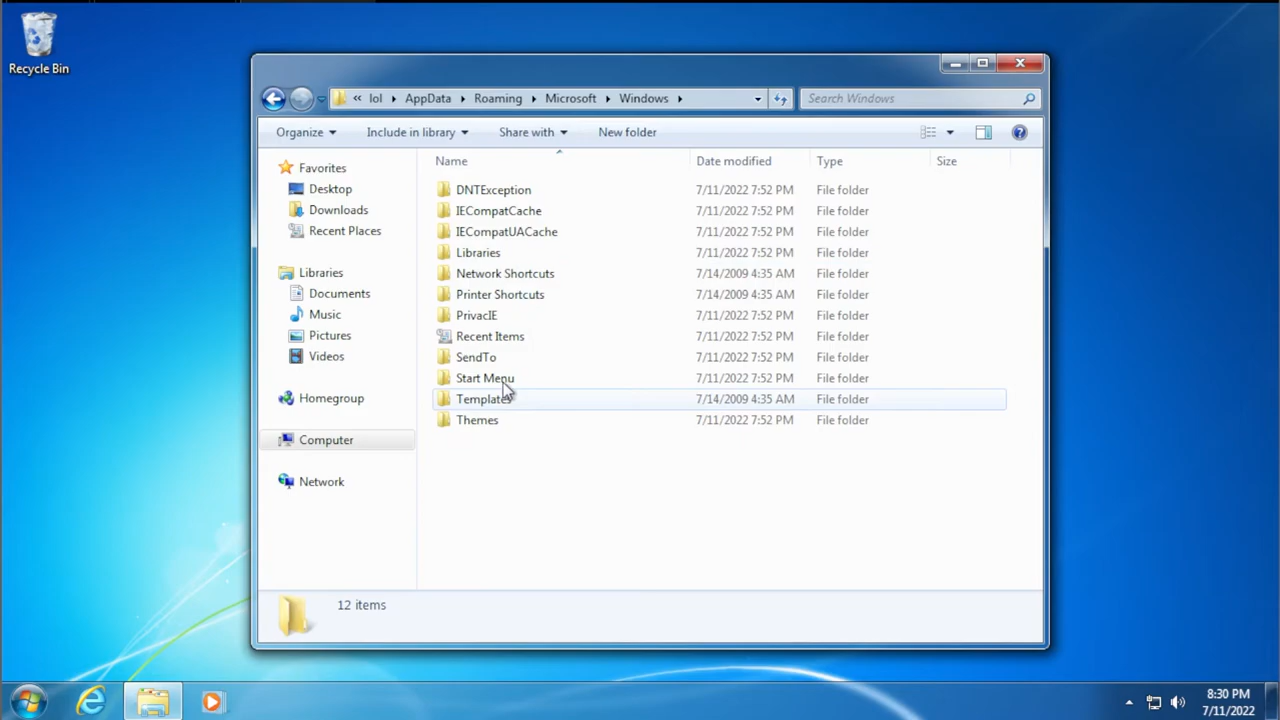 Recycle Bin
« lol AppData Roaming Microsoft Windows
Search Windows
Organize Include in library Share with New folder
Name Date modified Type Size
Favorites
Desktop
Downloads
Recent Places
Libraries
Documents
Music
Pictures
Videos
Homegroup
Computer
Network
DNTException 7/11/2022 7:52 PM File folder
IECompatCache 7/11/2022 7:52 PM File folder
IECompatUACache 7/11/2022 7:52 PM File folder
Libraries 7/11/2022 7:52 PM File folder
Network Shortcuts 7/14/2009 4:35 AM File folder
Printer Shortcuts 7/14/2009 4:35 AM File folder
PrivacIE 7/11/2022 7:52 PM File folder
Recent Items 7/11/2022 7:52 PM File folder
SendTo 7/11/2022 7:52 PM File folder
Start Menu 7/11/2022 7:52 PM File folder
Templates 7/14/2009 4:35 AM File folder
Themes 7/11/2022 7:52 PM File folder
12 items
8:30 PM
7/11/2022